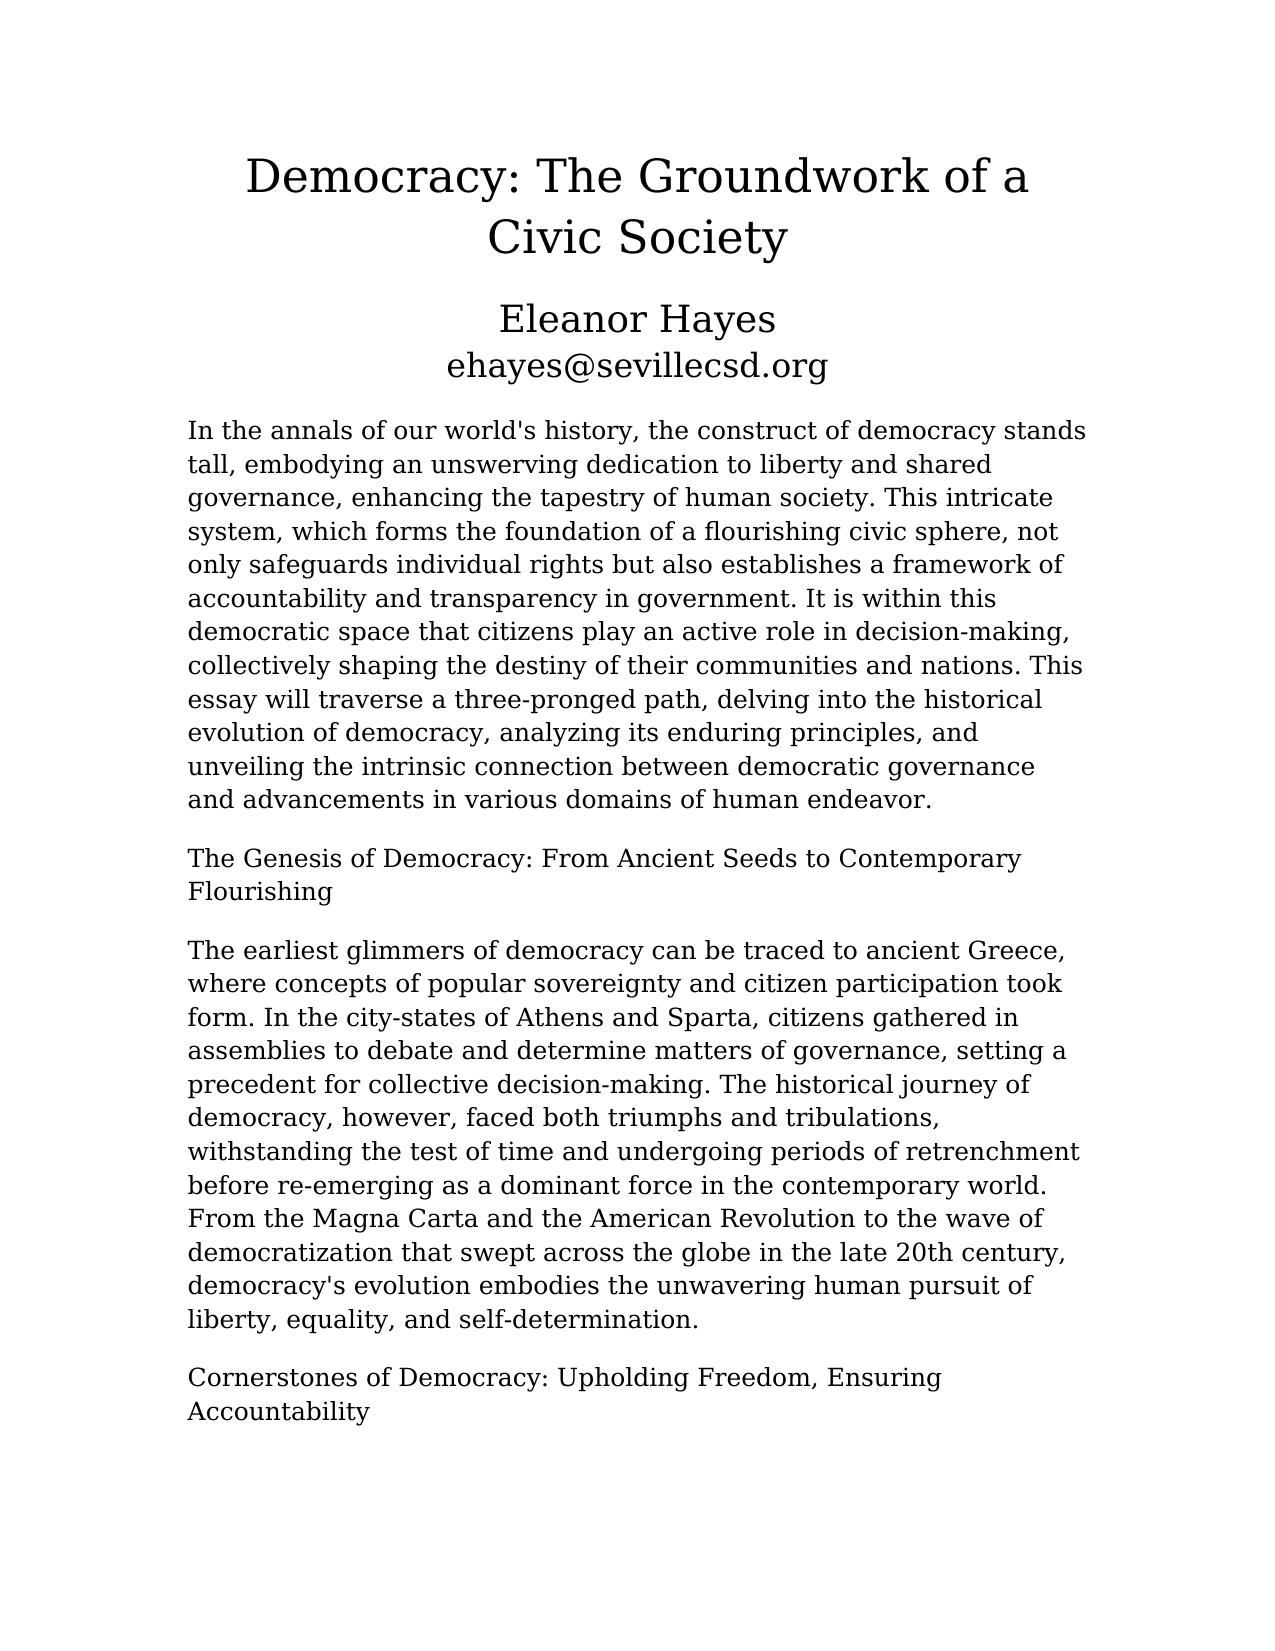 Democracy: The Groundwork of a
Civic Society
Eleanor Hayes
ehayes@sevillecsd.org
In the annals of our world's history, the construct of democracy stands
tall, embodying an unswerving dedication to liberty and shared
governance, enhancing the tapestry of human society. This intricate
system, which forms the foundation of a flourishing civic sphere, not
only safeguards individual rights but also establishes a framework of
accountability and transparency in government. It is within this
democratic space that citizens play an active role in decision-making,
collectively shaping the destiny of their communities and nations. This
essay will traverse a three-pronged path, delving into the historical
evolution of democracy, analyzing its enduring principles, and
unveiling the intrinsic connection between democratic governance
and advancements in various domains of human endeavor.
The Genesis of Democracy: From Ancient Seeds to Contemporary
Flourishing
The earliest glimmers of democracy can be traced to ancient Greece,
where concepts of popular sovereignty and citizen participation took
form. In the city-states of Athens and Sparta, citizens gathered in
assemblies to debate and determine matters of governance, setting a
precedent for collective decision-making. The historical journey of
democracy, however, faced both triumphs and tribulations,
withstanding the test of time and undergoing periods of retrenchment
before re-emerging as a dominant force in the contemporary world.
From the Magna Carta and the American Revolution to the wave of
democratization that swept across the globe in the late 20th century,
democracy's evolution embodies the unwavering human pursuit of
liberty, equality, and self-determination.
Cornerstones of Democracy: Upholding Freedom, Ensuring
Accountability